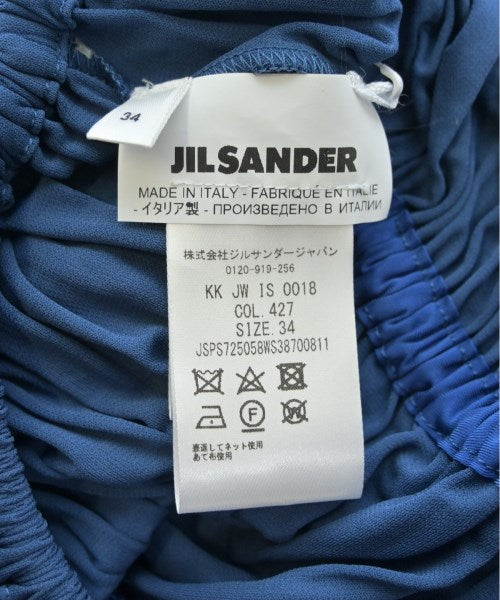 34
JIL SANDER
MADE IN ITALY - FABRIQUÉ EN ITALIE
- イタリア製 - ПРОИЗВЕДЕНО В ИТАЛИИ
株式会社ジルサンダージャパン
0120-919-256
KK JW IS 0018
COL.427
SIZE.34
JSPS725058WS38700811
F W
裏返してネット使用
あて布使用